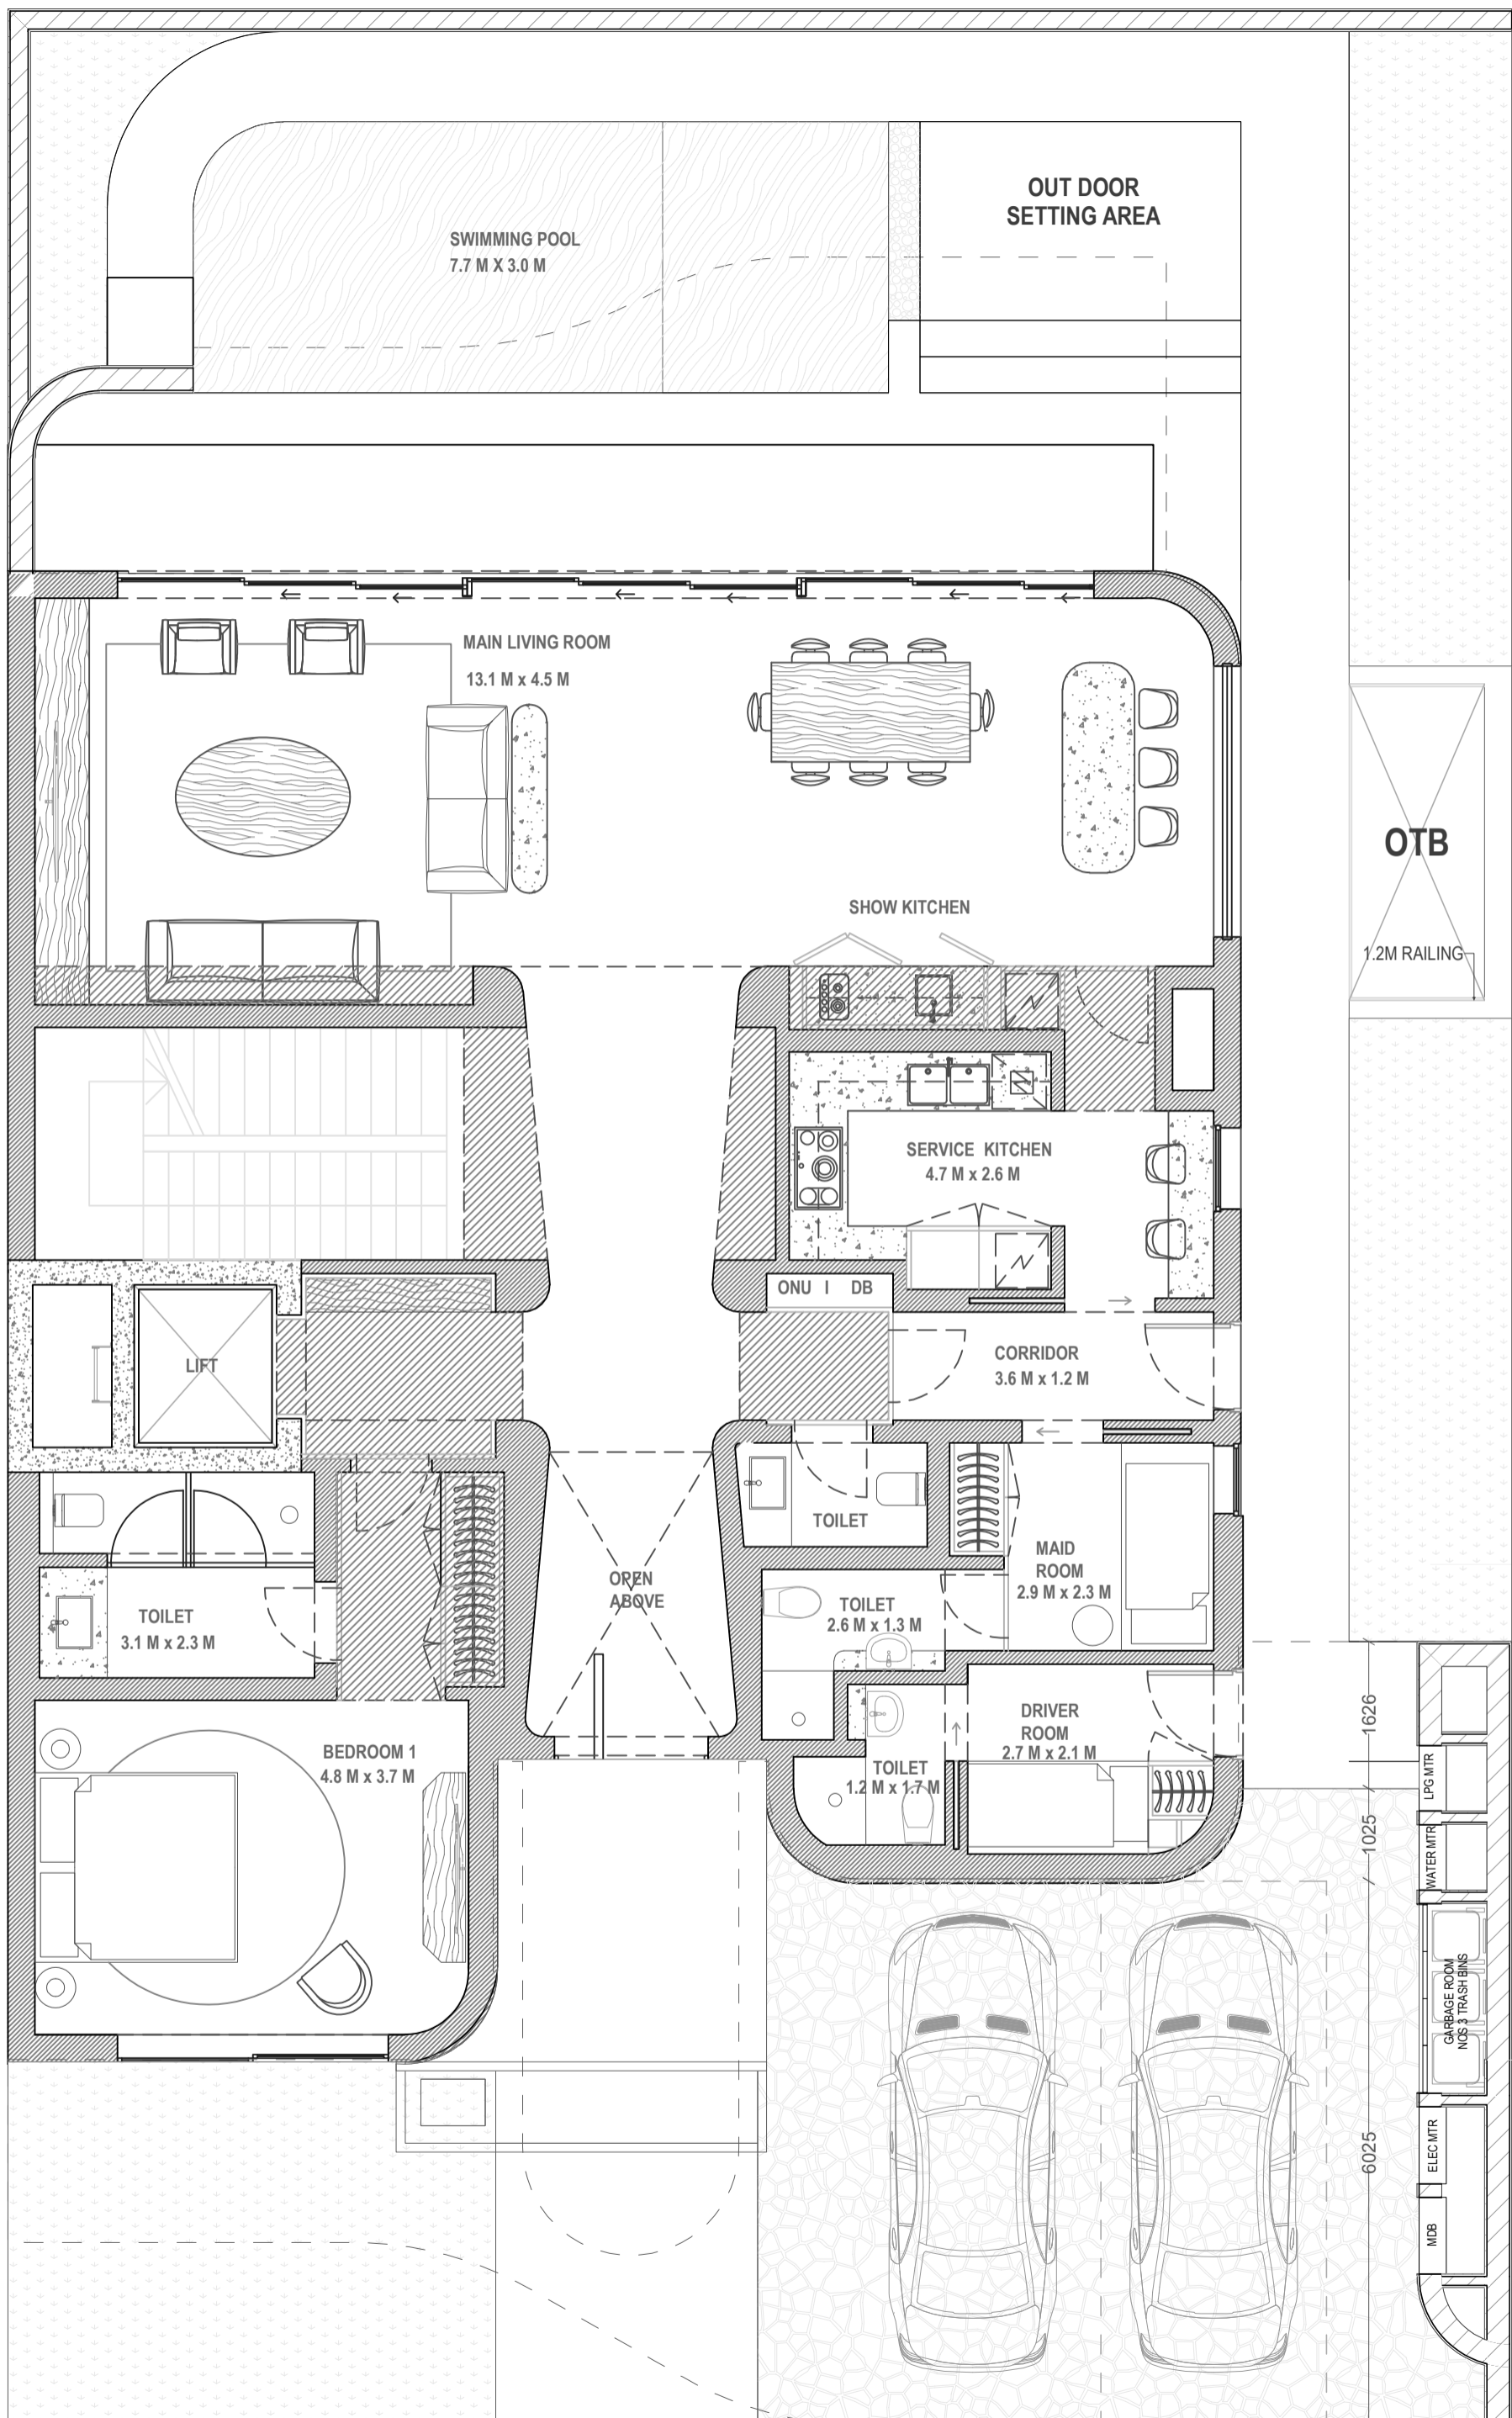 OUT DOOR
SETTING AREA
SWIMMING POOL
7.7 M X 3.0 M
MAIN LIVING ROOM
13.1 M x 4.5 M
OTB
SHOW KITCHEN
1.2M RAILING
SERVICE KITCHEN
4.7 M x 2.6 M
ONU I DB
LIFT
CORRIDOR
3.6 M x 1.2 M
TOILET
MAID
ROOM
2.9 M x 2.3 M
OPEN
ABOVE
TOILET
2.6 M x 1.3 M
TOILET
3.1 M x 2.3 M
DRIVER
ROOM
2.7 M x 2.1 M
BEDROOM 1
4.8 M x 3.7 M
TOILET
1.2 M x 1.7 M
1626
LPG MTR
1025
WATER MTR
GARBAGE ROOM
NOS 3 TRASH BINS
6025
ELEC MTR
MDB